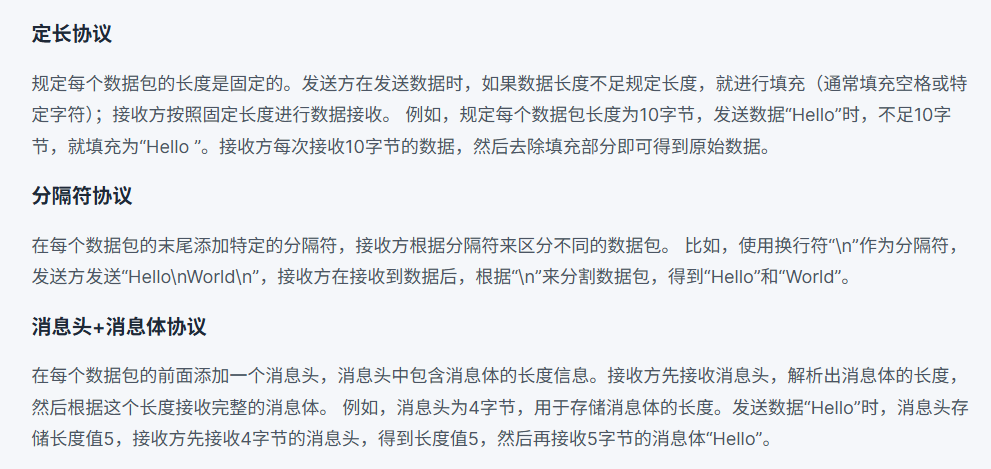 定长协议
规定每个数据包的长度是固定的。发送方在发送数据时，如果数据长度不足规定长度，就进行填充（通常填充空格或特
定字符）；接收方按照固定长度进行数据接收。 例如，规定每个数据包长度为10字节，发送数据“Hello”时，不足10字
节，就填充为“Hello ”。接收方每次接收10字节的数据，然后去除填充部分即可得到原始数据。
分隔符协议
在每个数据包的末尾添加特定的分隔符，接收方根据分隔符来区分不同的数据包。 比如，使用换行符“\n”作为分隔符，
发送方发送“Hello\nWorld\n”，接收方在接收到数据后，根据“\n”来分割数据包，得到“Hello”和“World”。
消息头+消息体协议
在每个数据包的前面添加一个消息头，消息头中包含消息体的长度信息。接收方先接收消息头，解析出消息体的长度，
然后根据这个长度接收完整的消息体。 例如，消息头为4字节，用于存储消息体的长度。发送数据“Hello”时，消息头存
储长度值5，接收方先接收4字节的消息头，得到长度值5，然后再接收5字节的消息体“Hello”。